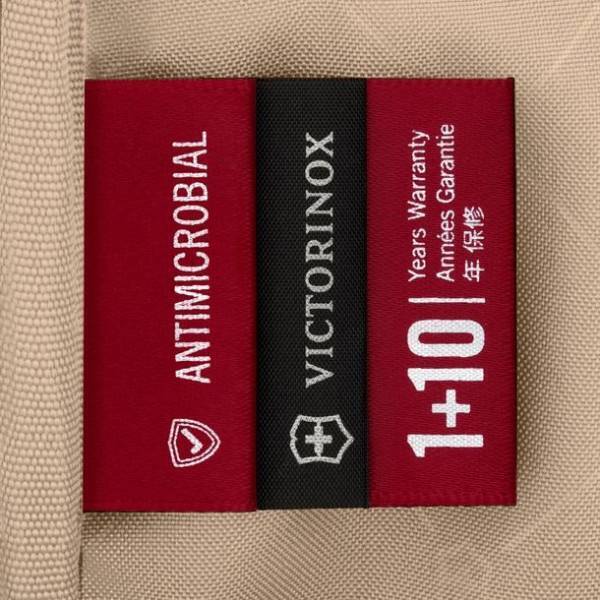 ANTIMICROBIAL
VICTORINOX
1+10
Years Warranty
Années Garantie
年 保修